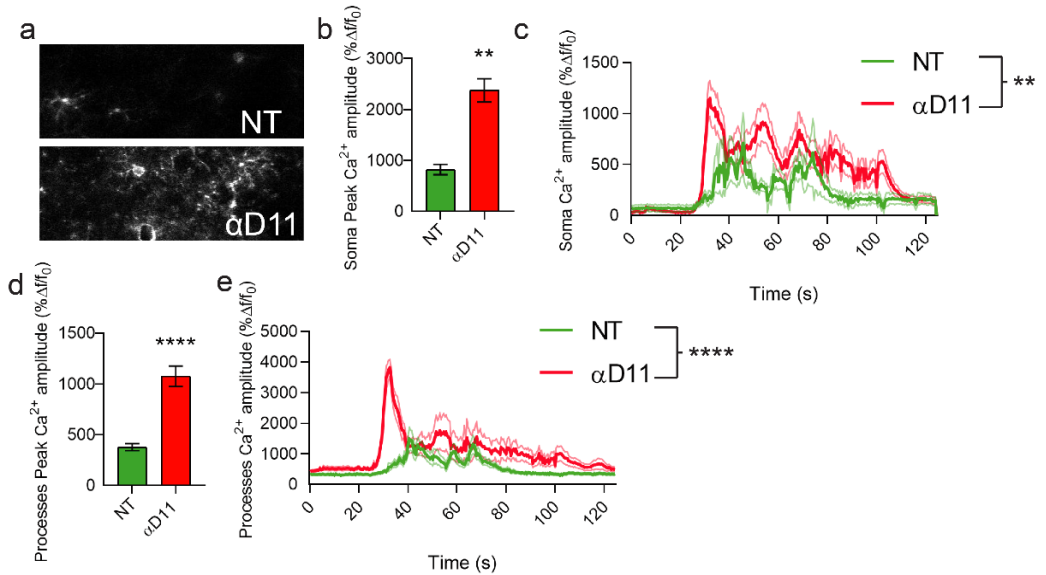 a
NT
αD11
b
Soma Peak Ca2+ amplitude (%Δf/f0)
3000
2000
1000
0
**
NT
αD11
c
Soma Ca2+ amplitude (%Δf/f0)
1500
1000
500
0
0 20 40 60 80 100 120
Time (s)
NT
αD11
**
d
Processes Peak Ca2+ amplitude (%Δf/f0)
1500
1000
500
0
****
NT
αD11
e
Processes Ca2+ amplitude (%Δf/f0)
5000
4000
3000
2000
1000
0
0 20 40 60 80 100 120
Time (s)
NT
αD11
****